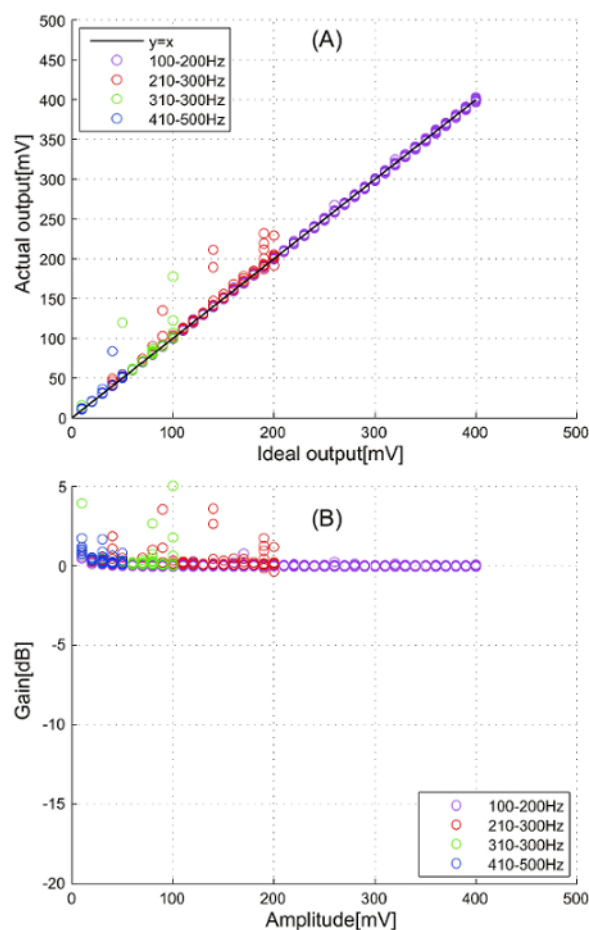 (A)
y=x
100-200Hz
210-300Hz
310-300Hz
410-500Hz
Actual output[mV]
500
450
400
350
300
250
200
150
100
50
0
0 100 200 300 400 500
Ideal output[mV]
(B)
Gain[dB]
5
0
-5
-10
-15
-20
100-200Hz
210-300Hz
310-300Hz
410-500Hz
0 100 200 300 400 500
Amplitude[mV]